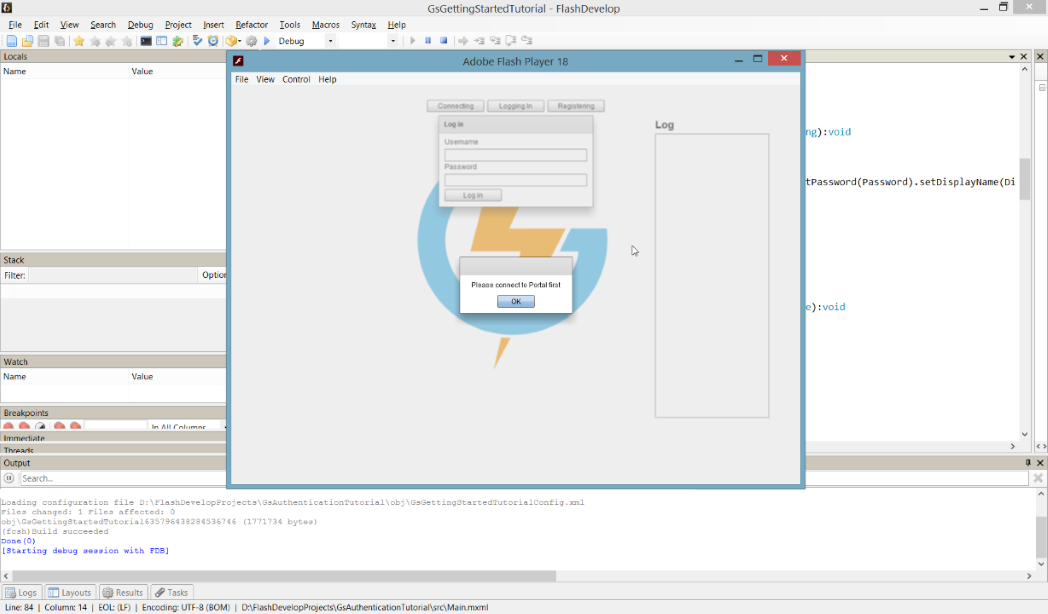 GsGettingStartedTutorial - FlashDevelop
File Edit View Search Debug Project Insert Refactor Tools Macros Syntax Help
Debug
Locals
Name Value
Adobe Flash Player 18
File View Control Help
Connecting Logging In Registering
Log in
Username
Password
Log in
Log
Please connect to Portal first
OK
ng):void
tPassword(Password).setDisplayName(Di
e):void
Stack
Filter: Option
Watch
Name Value
Breakpoints
In All Columns
Immediate
Threads
Output
Search...
Loading configuration file D:\FlashDevelopProjects\GsAuthenticationTutorial\obj\GsGettingStartedTutorialConfig.xml
Files changed: 1 Files affected: 0
obj\GsGettingStartedTutorial635796438284536746 (1771734 bytes)
(fcsh)Build succeeded
Done(0)
[Starting debug session with FDB]
Logs Layouts Results Tasks
Line: 84 | Column: 14 | EOL: (LF) | Encoding: UTF-8 (BOM) | D:\FlashDevelopProjects\GsAuthenticationTutorial\src\Main.mxml